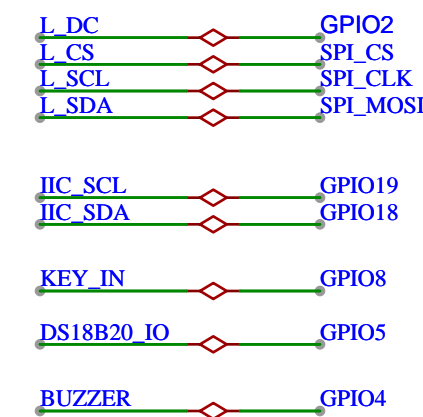 L_DC GPIO2
L_CS SPI_CS
L_SCL SPI_CLK
L_SDA SPI_MOSI
IIC_SCL GPIO19
IIC_SDA GPIO18
KEY_IN GPIO8
DS18B20_IO GPIO5
BUZZER GPIO4